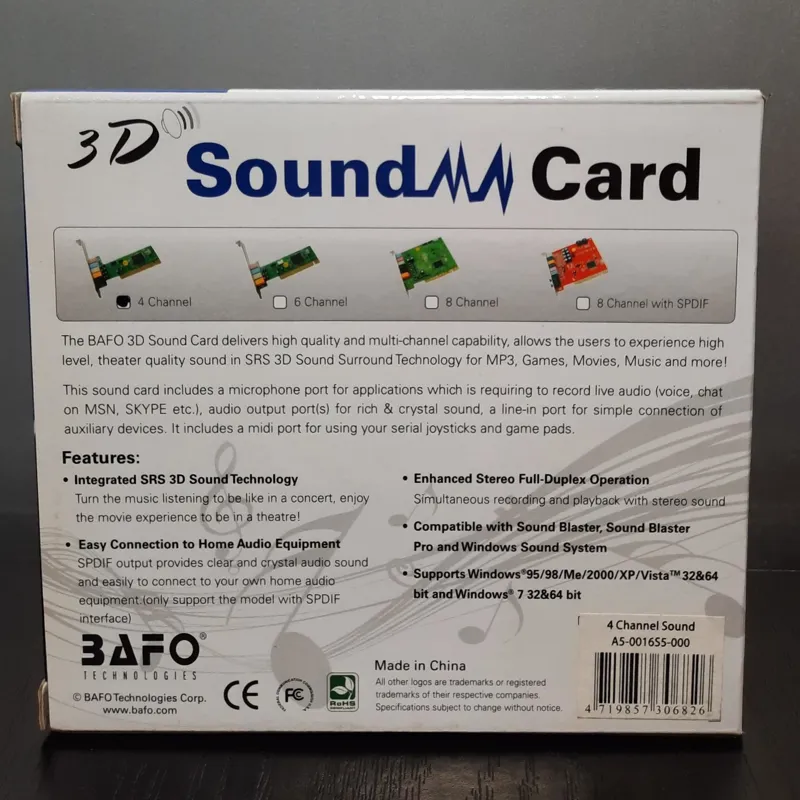 3D
Sound Card
4 Channel
6 Channel
8 Channel
8 Channel with SPDIF
The BAFO 3D Sound Card delivers high quality and multi-channel capability, allows the users to experience high
level, theater quality sound in SRS 3D Sound Surround Technology for MP3, Games, Movies, Music and more!
This sound card includes a microphone port for applications which is requiring to record live audio (voice, chat
on MSN, SKYPE etc.), audio output port(s) for rich & crystal sound, a line-in port for simple connection of
auxiliary devices. It includes a midi port for using your serial joysticks and game pads.
Features:
• Integrated SRS 3D Sound Technology
Turn the music listening to be like in a concert, enjoy
the movie experience to be in a theatre!
• Easy Connection to Home Audio Equipment
SPDIF output provides clear and crystal audio sound
and easily to connect to your own home audio
equipment (only support the model with SPDIF
interface)
• Enhanced Stereo Full-Duplex Operation
Simultaneous recording and playback with stereo sound
• Compatible with Sound Blaster, Sound Blaster
Pro and Windows Sound System
• Supports Windows®95/98/Me/2000/XP/Vista™ 32&64
bit and Windows® 7 32&64 bit
BAFO®
TECHNOLOGIES
© BAFO Technologies Corp.
www.bafo.com
CE
FC
RoHS
Made in China
All other logos are trademarks or registered
trademarks of their respective companies.
Specifications subject to change without notice.
4 Channel Sound
A5-001655-000
4 719857 306826